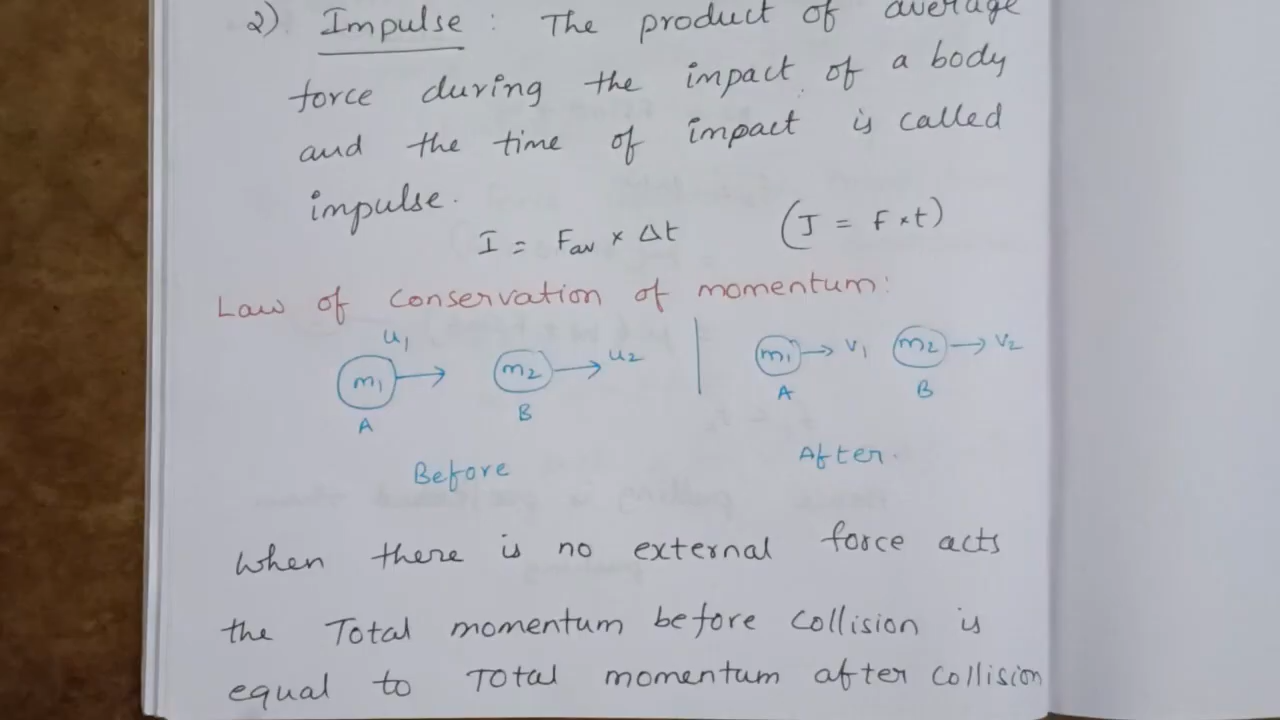 2) Impulse : The product of average
force during the impact of a body
and the time of impact is called
impulse.
I = Fav × Δt (J = F×t)
Law of conservation of momentum:
u1 u2 v1 v2
m1 m2 m1 m2
A B A B
Before After.
When there is no external force acts
the Total momentum before collision is
equal to Total momentum after collision